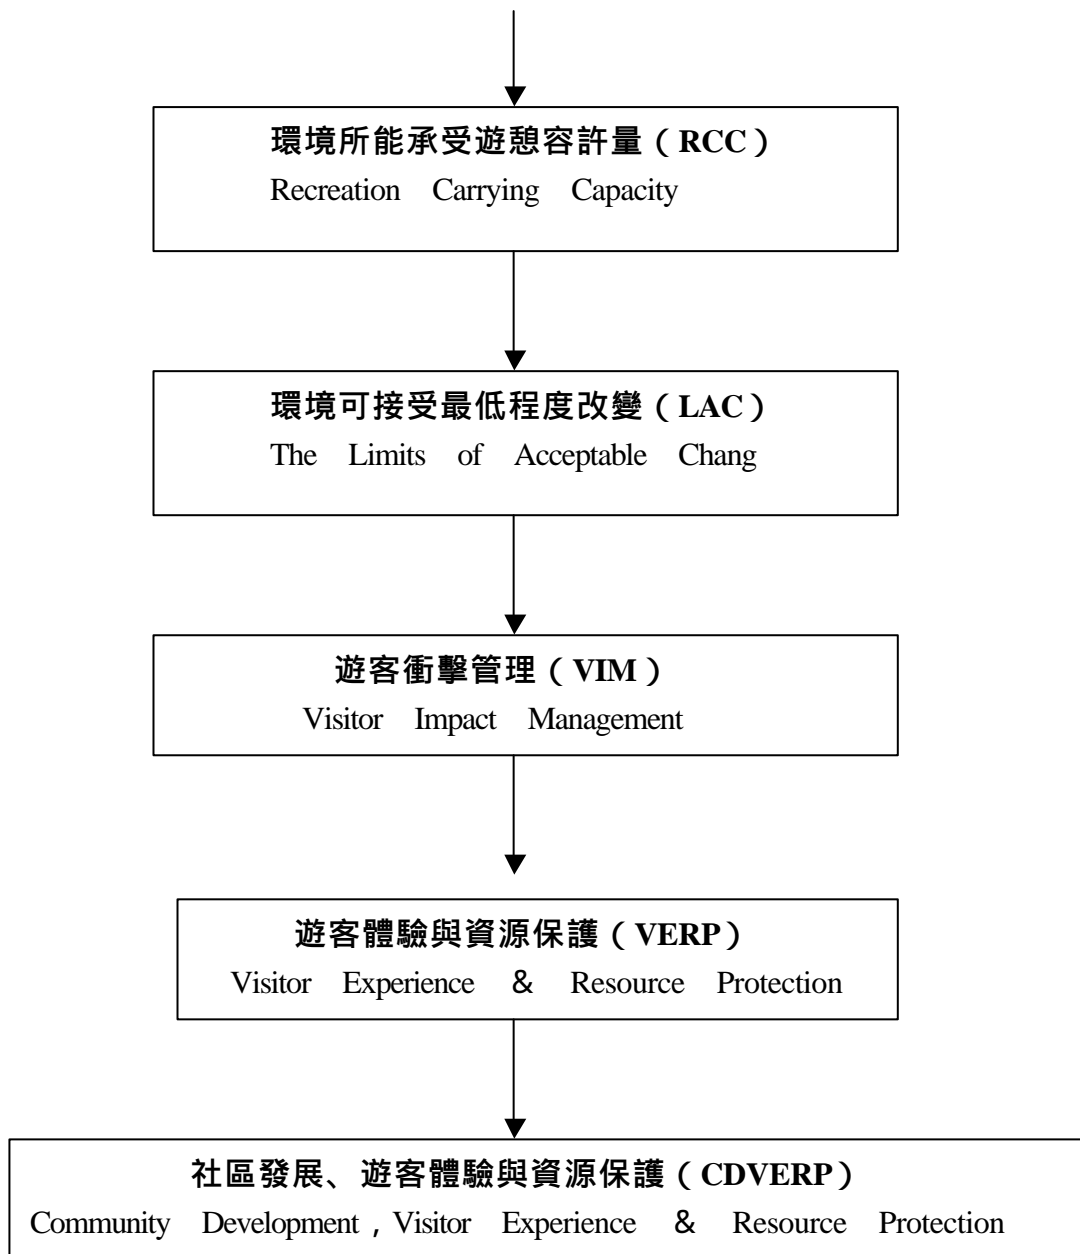 環境所能承受遊憩容許量（RCC）
Recreation Carrying Capacity
環境可接受最低程度改變（LAC）
The Limits of Acceptable Chang
遊客衝擊管理（VIM）
Visitor Impact Management
遊客體驗與資源保護（VERP）
Visitor Experience & Resource Protection
社區發展、遊客體驗與資源保護（CDVERP）
Community Development，Visitor Experience & Resource Protection